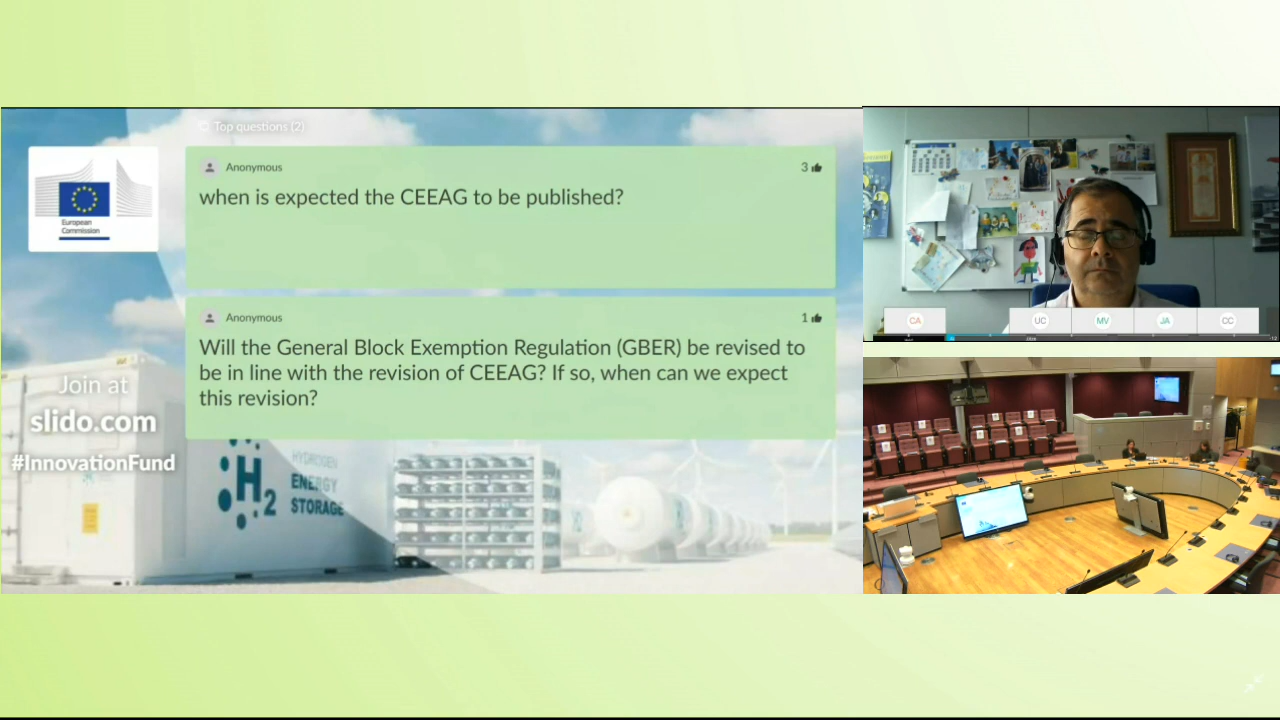 Top questions (2)
European
Commission
Anonymous
3
when is expected the CEEAG to be published?
Anonymous
1
Will the General Block Exemption Regulation (GBER) be revised to
be in line with the revision of CEEAG? If so, when can we expect
this revision?
Join at
slido.com
#InnovationFund
H2
HYDROGEN
ENERGY
STORAGE
CA
UC
MV
JA
CC